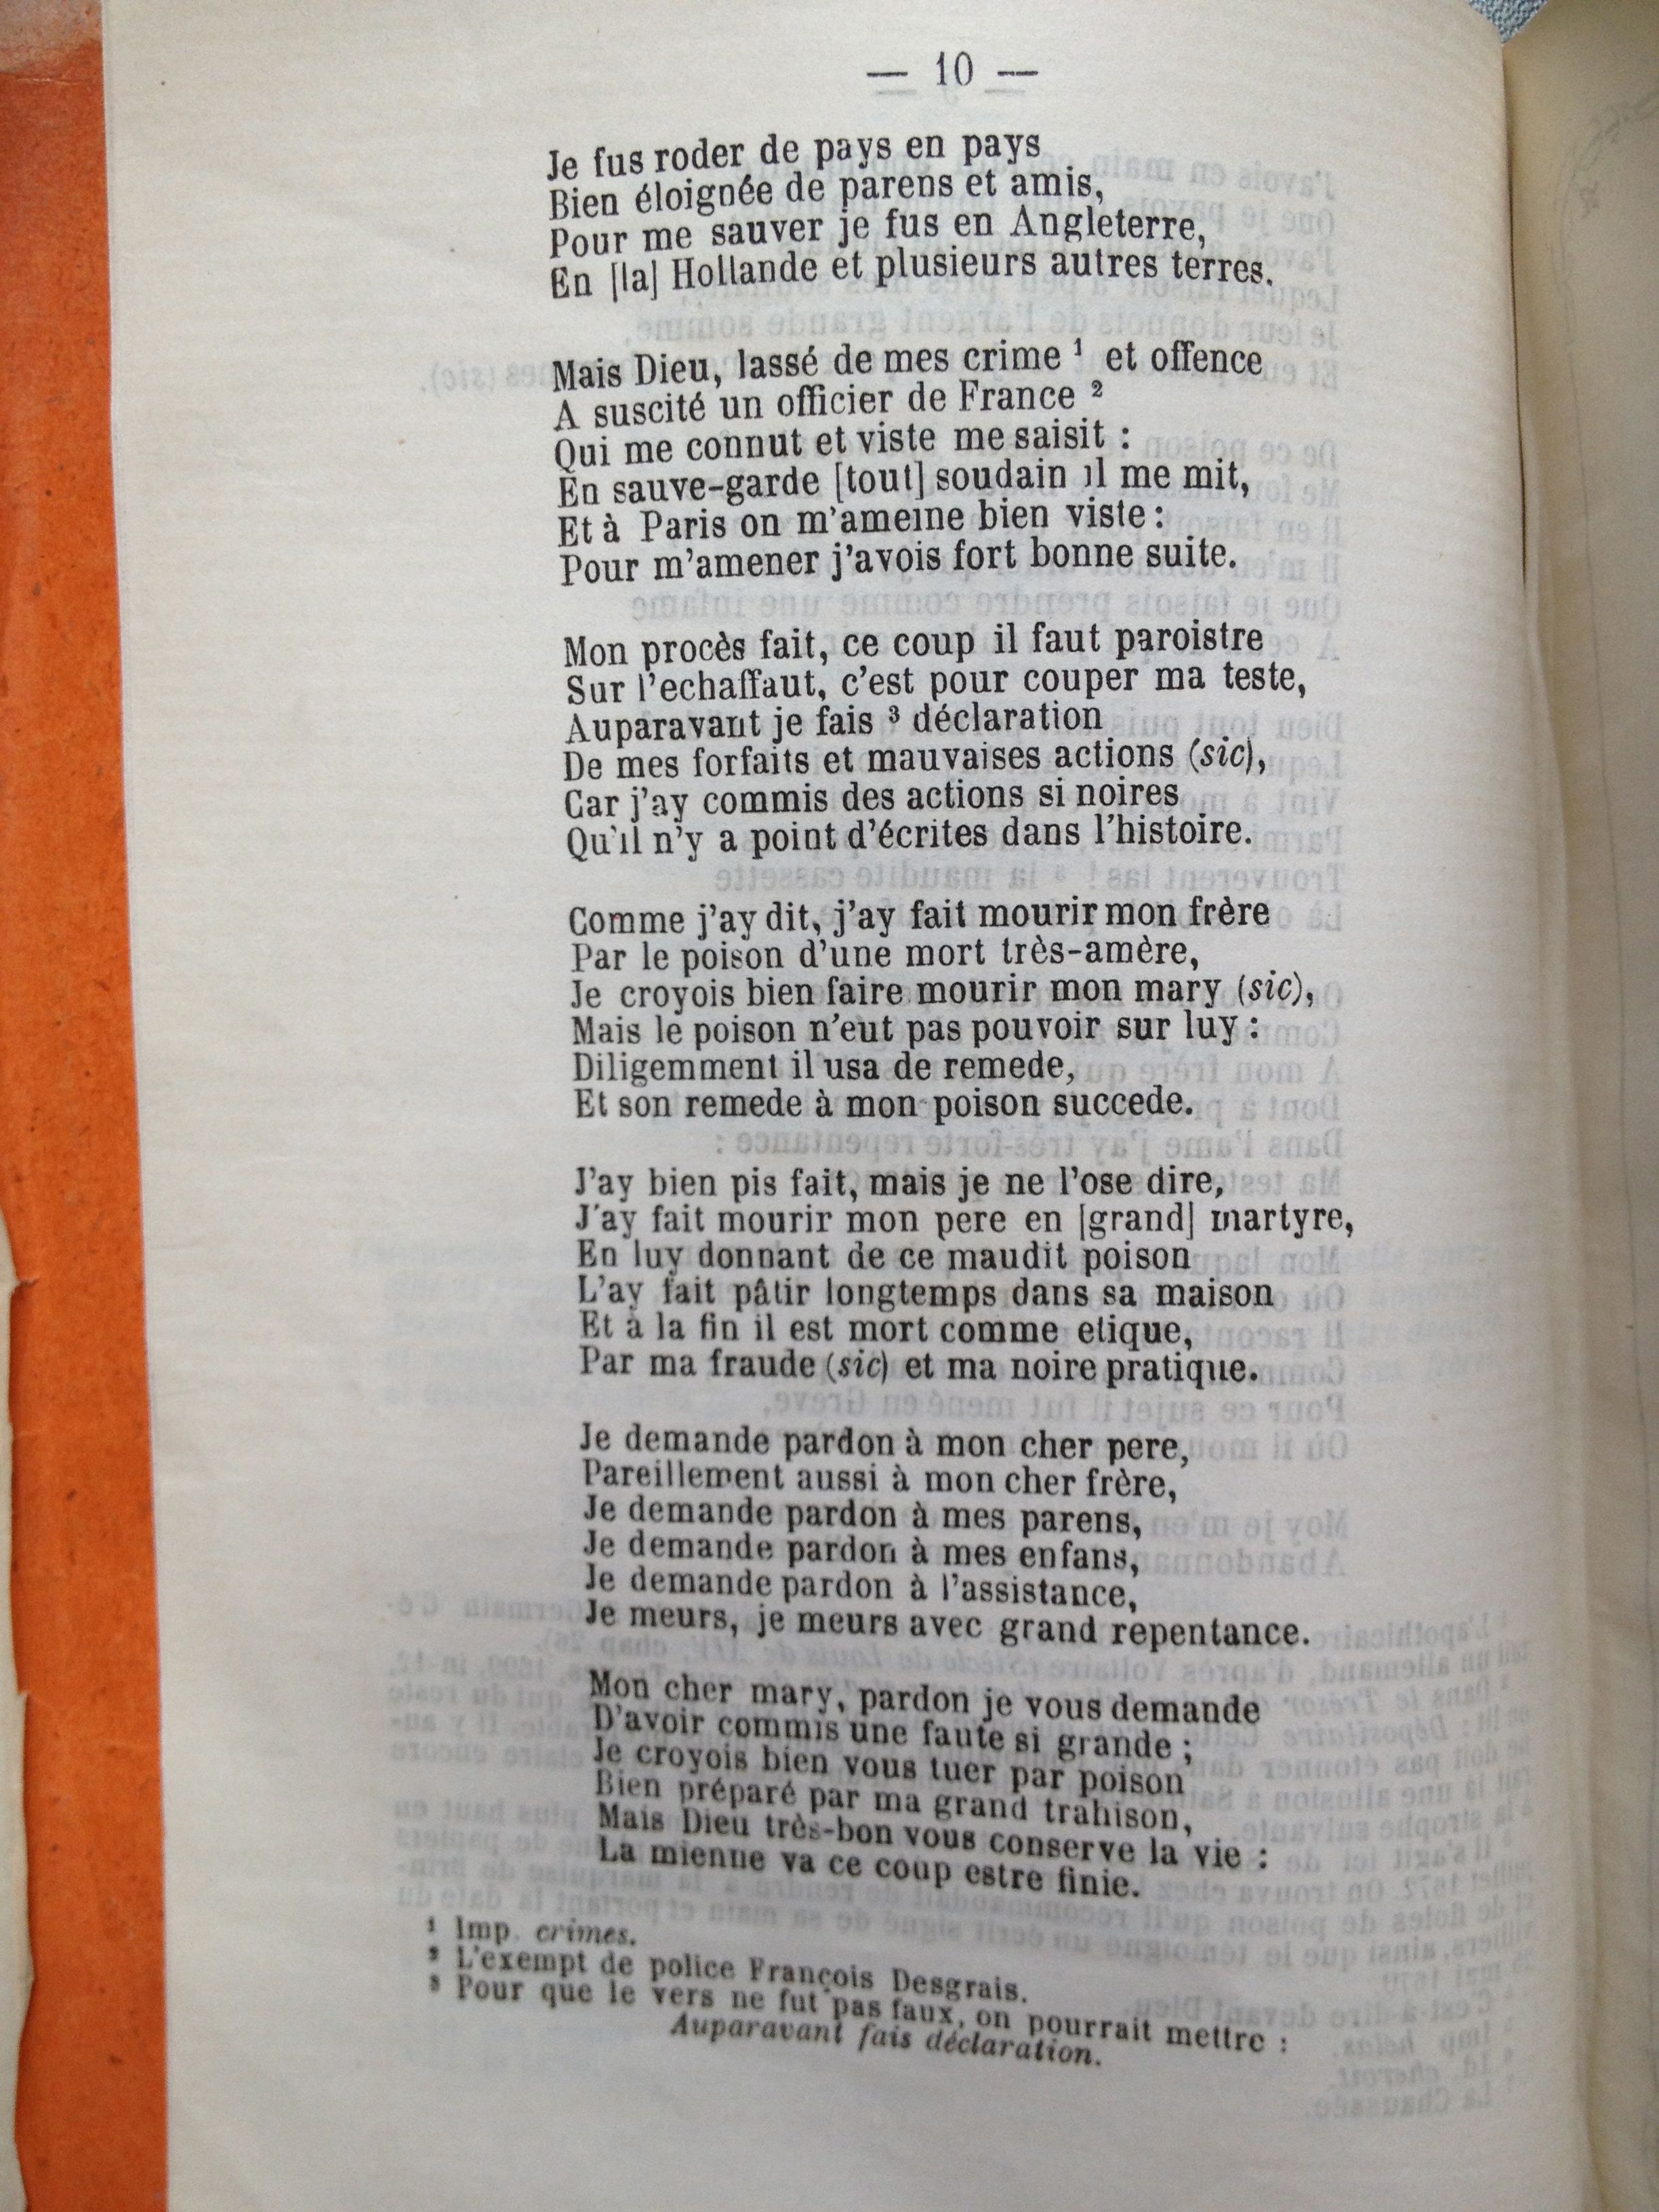 — 10 —
Je fus roder de pays en pays
Bien éloignée de parens et amis,
Pour me sauver je fus en Angleterre,
En [la] Hollande et plusieurs autres terres.
Mais Dieu, lassé de mes crime ¹ et offence
A suscité un officier de France ²
Qui me connut et viste me saisit :
En sauve-garde [tout] soudain il me mit,
Et à Paris on m'ameine bien viste :
Pour m'amener j'avois fort bonne suite.
Mon procès fait, ce coup il faut paroistre
Sur l'echaffaut, c'est pour couper ma teste,
Auparavant je fais ³ déclaration
De mes forfaits et mauvaises actions (sic),
Car j'ay commis des actions si noires
Qu'il n'y a point d'écrites dans l'histoire.
Comme j'ay dit, j'ay fait mourir mon frère
Par le poison d'une mort très-amère,
Je croyois bien faire mourir mon mary (sic),
Mais le poison n'eut pas pouvoir sur luy :
Diligemment il usa de remede,
Et son remede à mon poison succede.
J'ay bien pis fait, mais je ne l'ose dire,
J'ay fait mourir mon pere en [grand] martyre,
En luy donnant de ce maudit poison
L'ay fait pâtir longtemps dans sa maison
Et à la fin il est mort comme etique,
Par ma fraude (sic) et ma noire pratique.
Je demande pardon à mon cher pere,
Pareillement aussi à mon cher frère,
Je demande pardon à mes parens,
Je demande pardon à mes enfans,
Je demande pardon à l'assistance,
Je meurs, je meurs avec grand repentance.
Mon cher mary, pardon je vous demande
D'avoir commis une faute si grande ;
Je croyois bien vous tuer par poison
Bien préparé par ma grand trahison,
Mais Dieu très-bon vous conserve la vie :
La mienne va ce coup estre finie.
¹ Imp. crimes.
² L'exempt de police François Desgrais.
³ Pour que le vers ne fut pas faux, on pourrait mettre :
Auparavant fais déclaration.